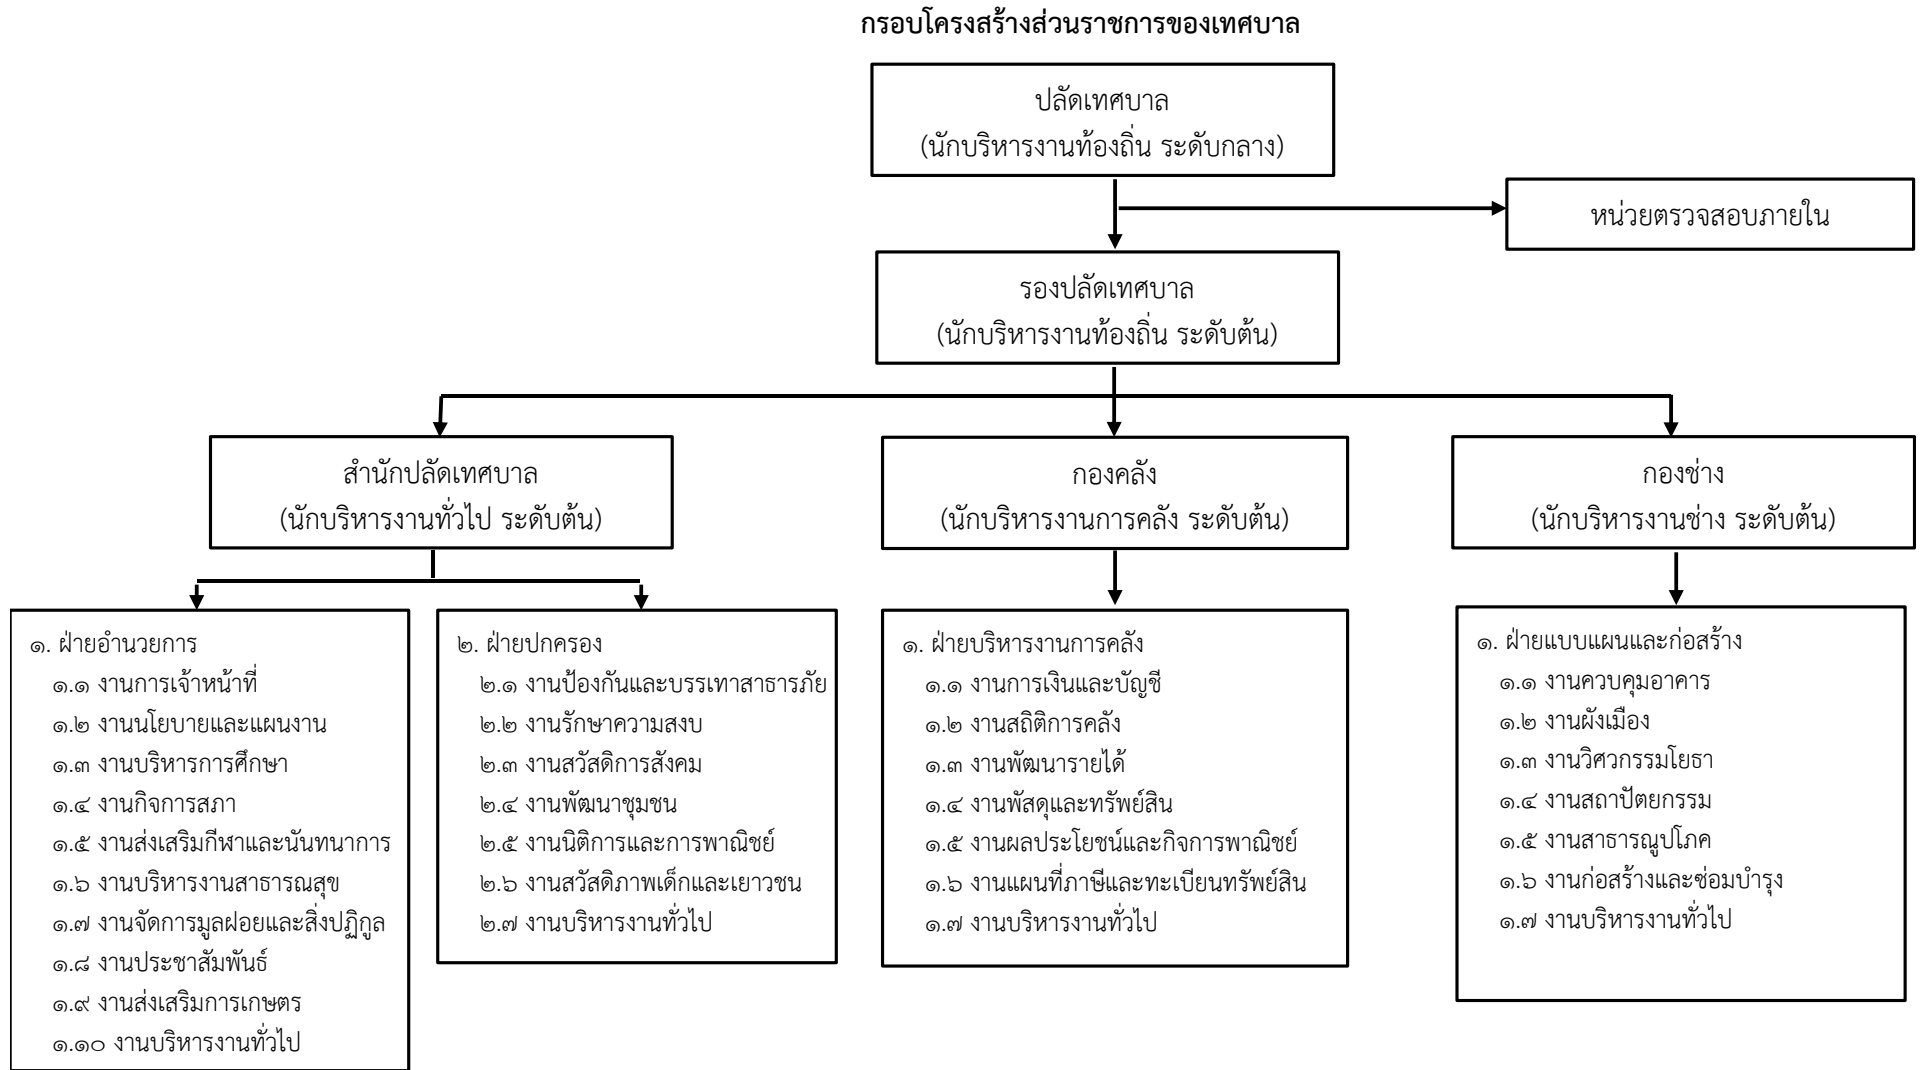 กรอบโครงสร้างส่วนราชการของเทศบาล
ปลัดเทศบาล
(นักบริหารงานท้องถิ่น ระดับกลาง)
หน่วยตรวจสอบภายใน
รองปลัดเทศบาล
(นักบริหารงานท้องถิ่น ระดับต้น)
สำนักปลัดเทศบาล
(นักบริหารงานทั่วไป ระดับต้น)
กองคลัง
(นักบริหารงานการคลัง ระดับต้น)
กองช่าง
(นักบริหารงานช่าง ระดับต้น)
๑. ฝ่ายอำนวยการ
๑.๑ งานการเจ้าหน้าที่
๑.๒ งานนโยบายและแผนงาน
๑.๓ งานบริหารการศึกษา
๑.๔ งานกิจการสภา
๑.๕ งานส่งเสริมกีฬาและนันทนาการ
๑.๖ งานบริหารงานสาธารณสุข
๑.๗ งานจัดการมูลฝอยและสิ่งปฏิกูล
๑.๘ งานประชาสัมพันธ์
๑.๙ งานส่งเสริมการเกษตร
๑.๑๐ งานบริหารงานทั่วไป
๒. ฝ่ายปกครอง
๒.๑ งานป้องกันและบรรเทาสาธารภัย
๒.๒ งานรักษาความสงบ
๒.๓ งานสวัสดิการสังคม
๒.๔ งานพัฒนาชุมชน
๒.๕ งานนิติการและการพาณิชย์
๒.๖ งานสวัสดิภาพเด็กและเยาวชน
๒.๗ งานบริหารงานทั่วไป
๑. ฝ่ายบริหารงานการคลัง
๑.๑ งานการเงินและบัญชี
๑.๒ งานสถิติการคลัง
๑.๓ งานพัฒนารายได้
๑.๔ งานพัสดุและทรัพย์สิน
๑.๕ งานผลประโยชน์และกิจการพาณิชย์
๑.๖ งานแผนที่ภาษีและทะเบียนทรัพย์สิน
๑.๗ งานบริหารงานทั่วไป
๑. ฝ่ายแบบแผนและก่อสร้าง
๑.๑ งานควบคุมอาคาร
๑.๒ งานผังเมือง
๑.๓ งานวิศวกรรมโยธา
๑.๔ งานสถาปัตยกรรม
๑.๕ งานสาธารณูปโภค
๑.๖ งานก่อสร้างและซ่อมบำรุง
๑.๗ งานบริหารงานทั่วไป